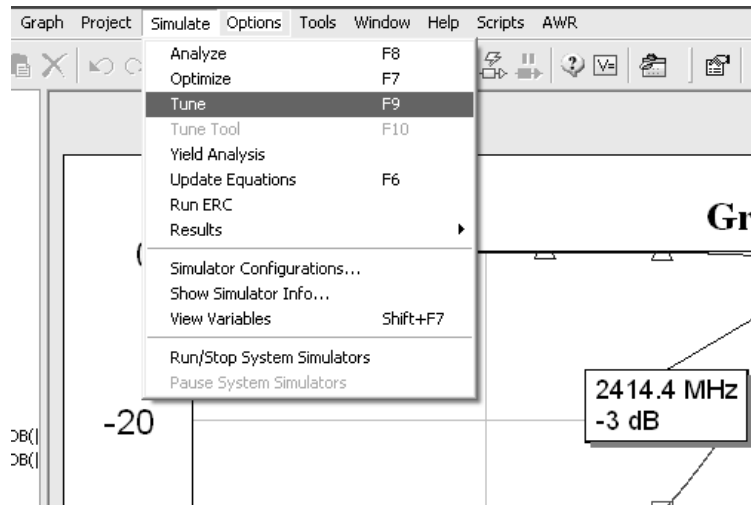 Graph Project Simulate Options Tools Window Help Scripts AWR
Analyze F8
Optimize F7
Tune F9
Tune Tool F10
Yield Analysis
Update Equations F6
Run ERC
Results
Simulator Configurations...
Show Simulator Info...
View Variables Shift+F7
Run/Stop System Simulators
Pause System Simulators
Gr
2414.4 MHz
-3 dB
-20
DB(|
DB(|